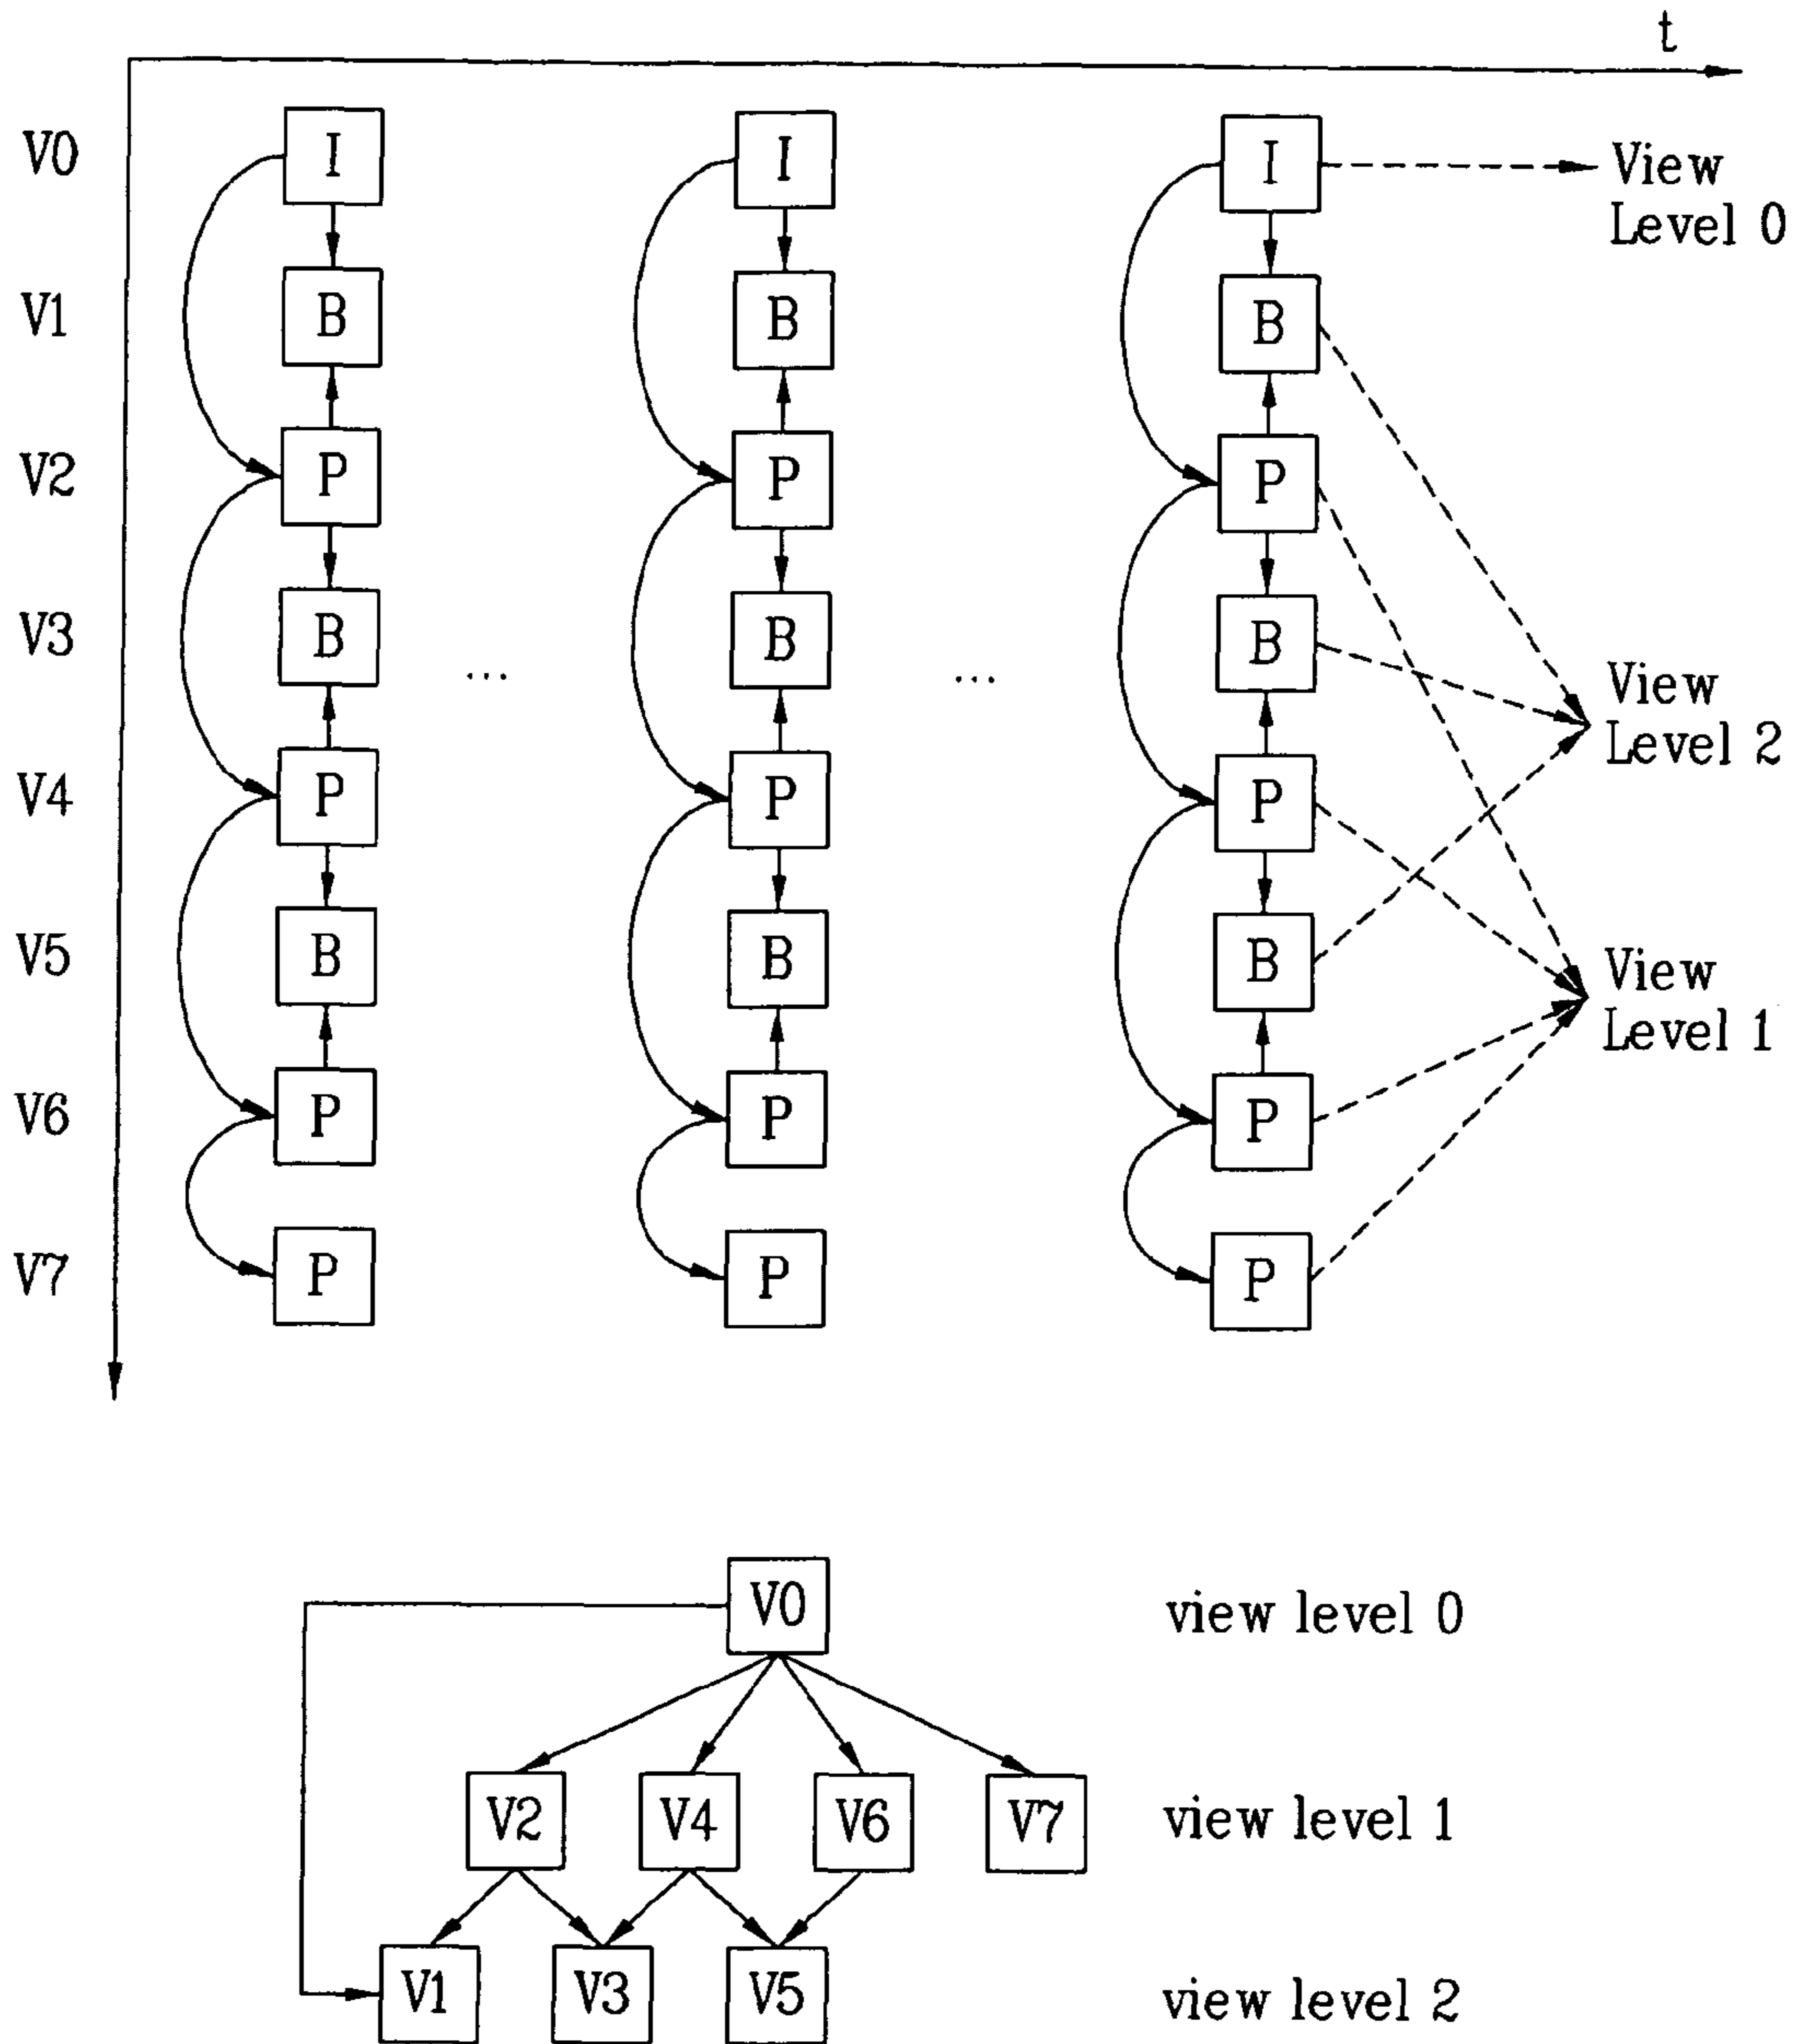 t
V0 I I I View
Level 0
V1 B B B
V2 P P P
V3 B B B
... ...
View
Level 2
V4 P P P
V5 B B B View
Level 1
V6 P P P
V7 P P P
V0 view level 0
V2 V4 V6 V7 view level 1
V1 V3 V5 view level 2